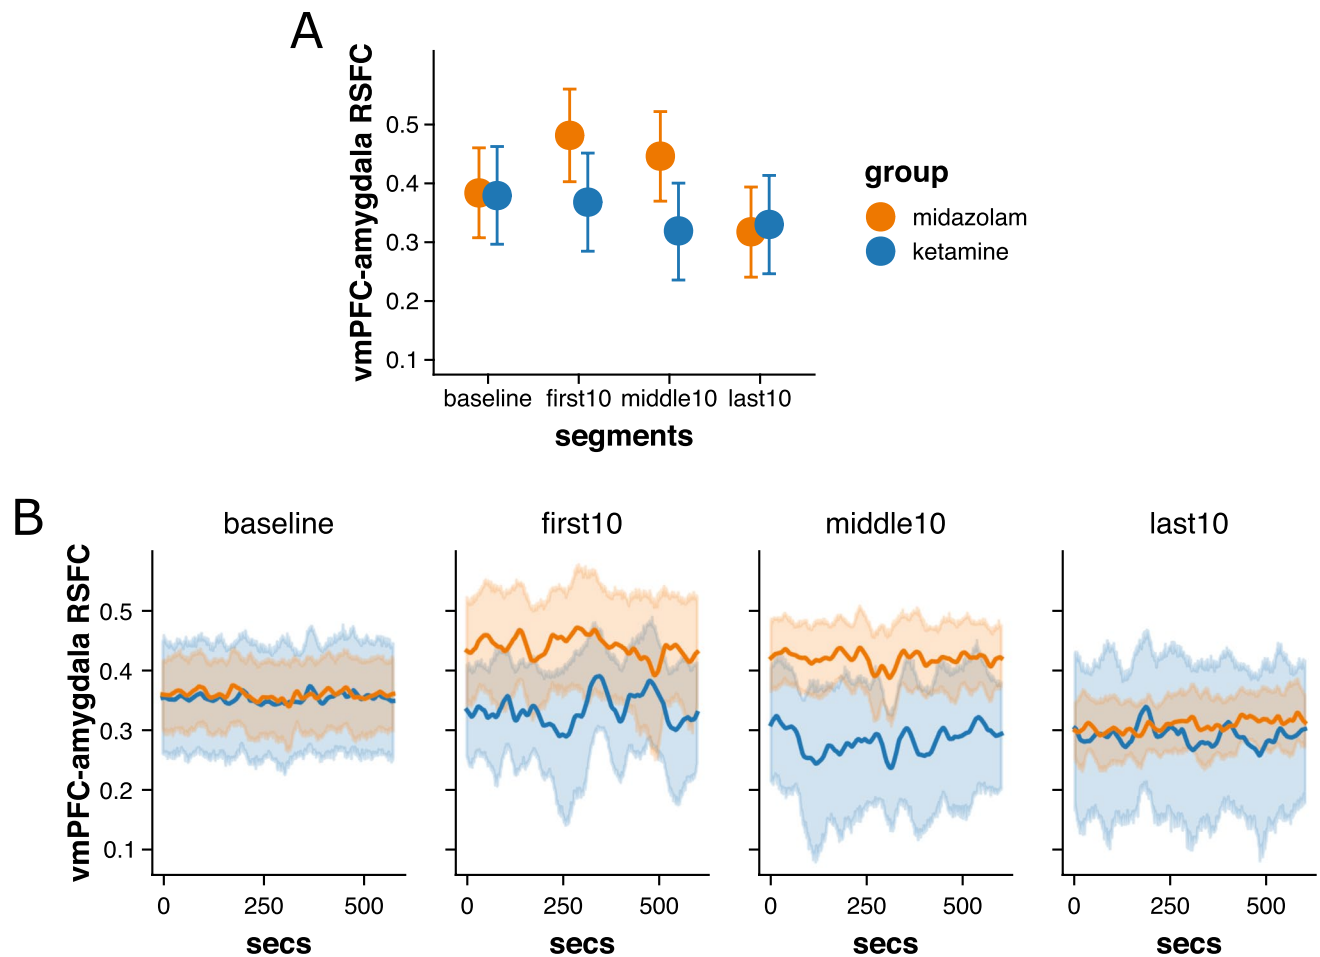 A
vmPFC-amygdala RSFC
0.5
0.4
0.3
0.2
0.1
baseline first10 middle10 last10
segments
group
midazolam
ketamine
B
baseline first10 middle10 last10
vmPFC-amygdala RSFC
0.5
0.4
0.3
0.2
0.1
0 250 500 0 250 500 0 250 500 0 250 500
secs secs secs secs